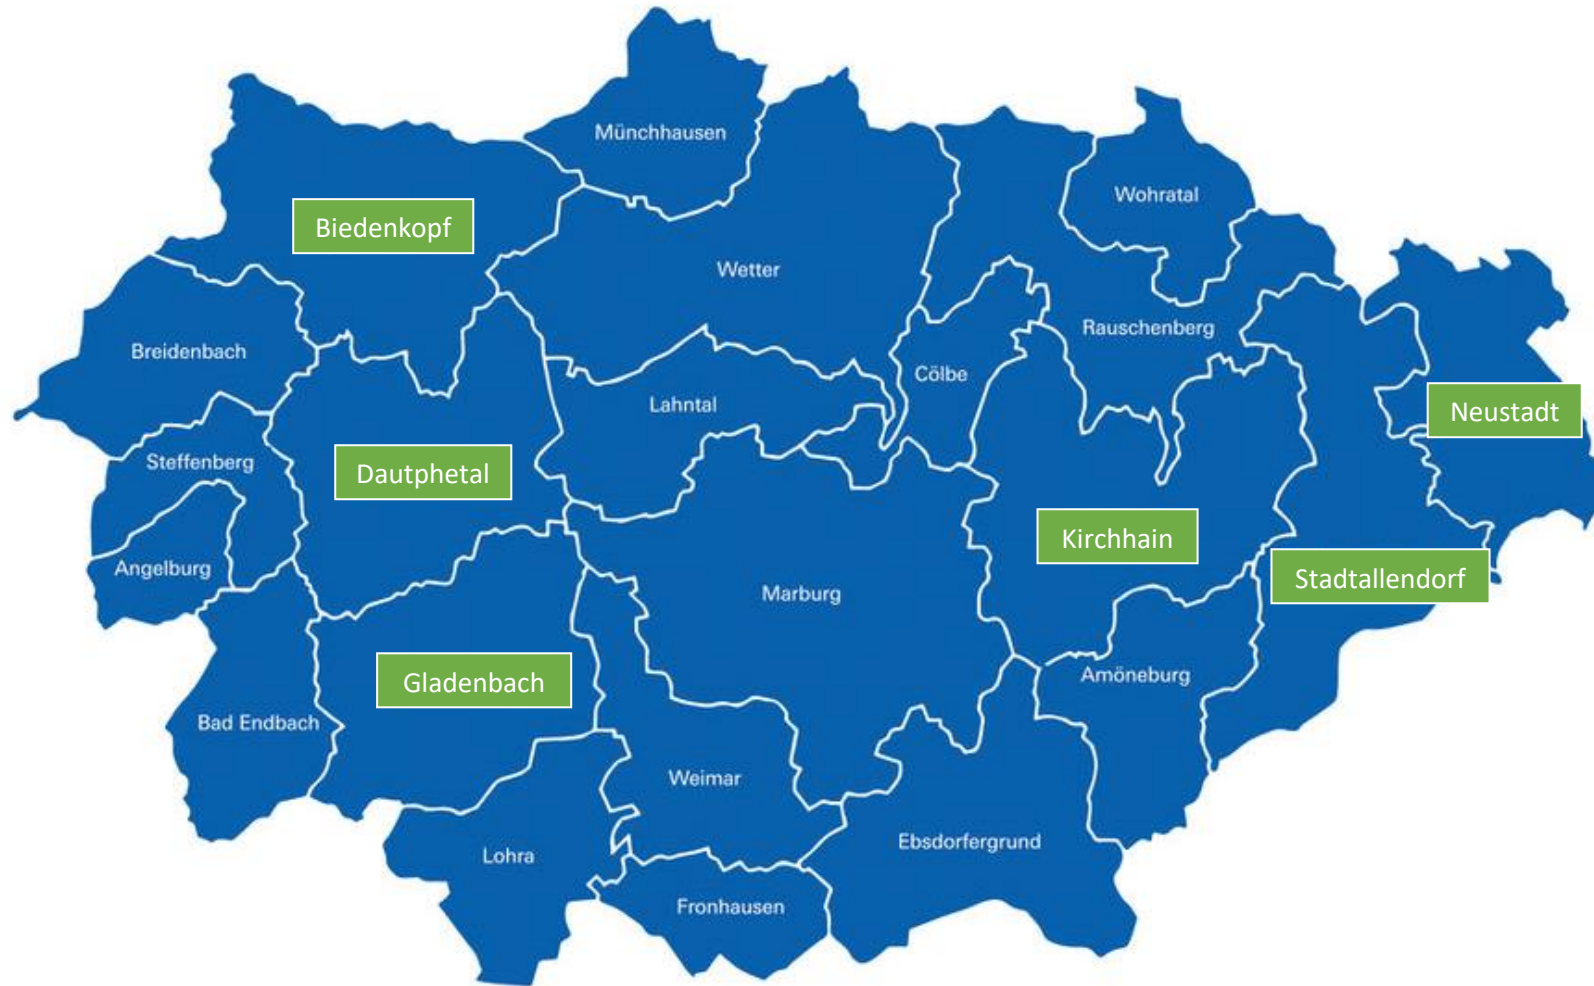 Münchhausen
Wohratal
Biedenkopf
Wetter
Rauschenberg
Breidenbach
Cölbe
Lahntal
Neustadt
Steffenberg
Dautphetal
Kirchhain
Angelburg
Stadtallendorf
Marburg
Amöneburg
Gladenbach
Bad Endbach
Weimar
Ebsdorfergrund
Lohra
Fronhausen